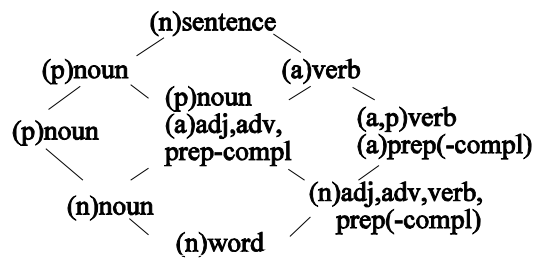 (n)sentence
(p)noun
(a)verb
(p)noun
(a)adj,adv,
prep-compl
(a,p)verb
(a)prep(-compl)
(p)noun
(n)noun
(n)adj,adv,verb,
prep(-compl)
(n)word